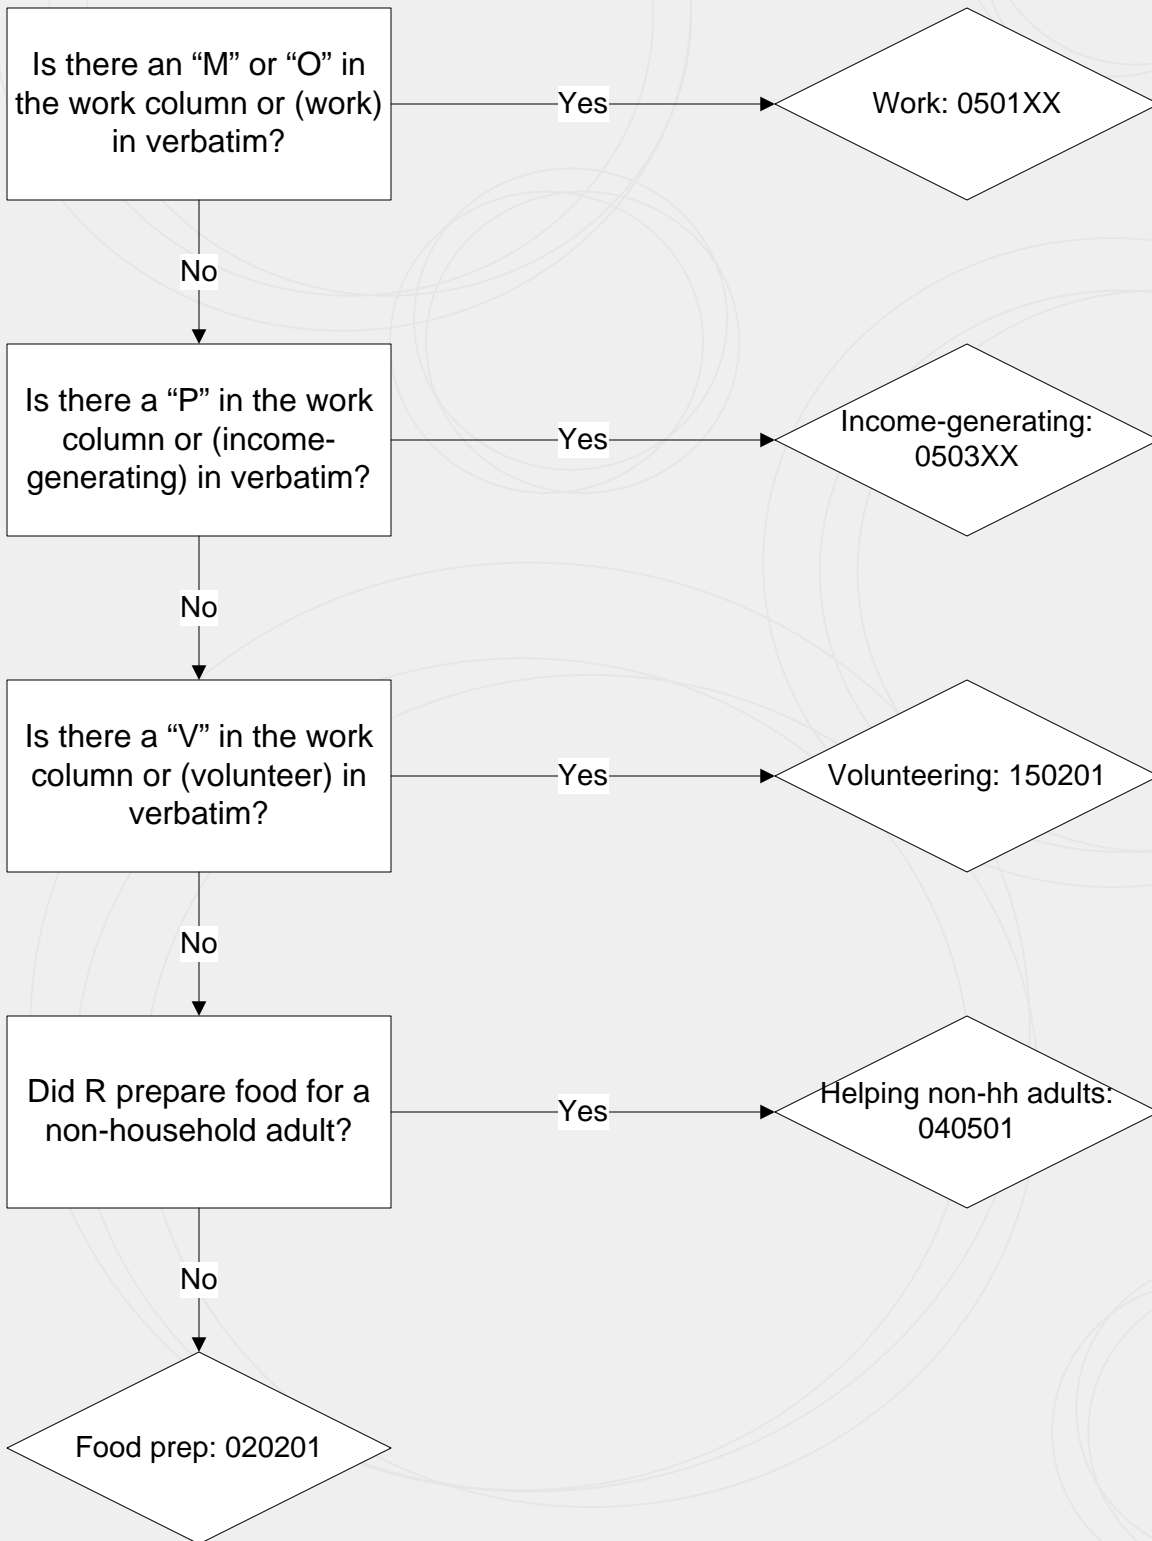 Is there an “M” or “O” in
the work column or (work)
in verbatim?
Yes
Work: 0501XX
No
Is there a “P” in the work
column or (income-
generating) in verbatim?
Yes
Income-generating:
0503XX
No
Is there a “V” in the work
column or (volunteer) in
verbatim?
Yes
Volunteering: 150201
No
Did R prepare food for a
non-household adult?
Yes
Helping non-hh adults:
040501
No
Food prep: 020201